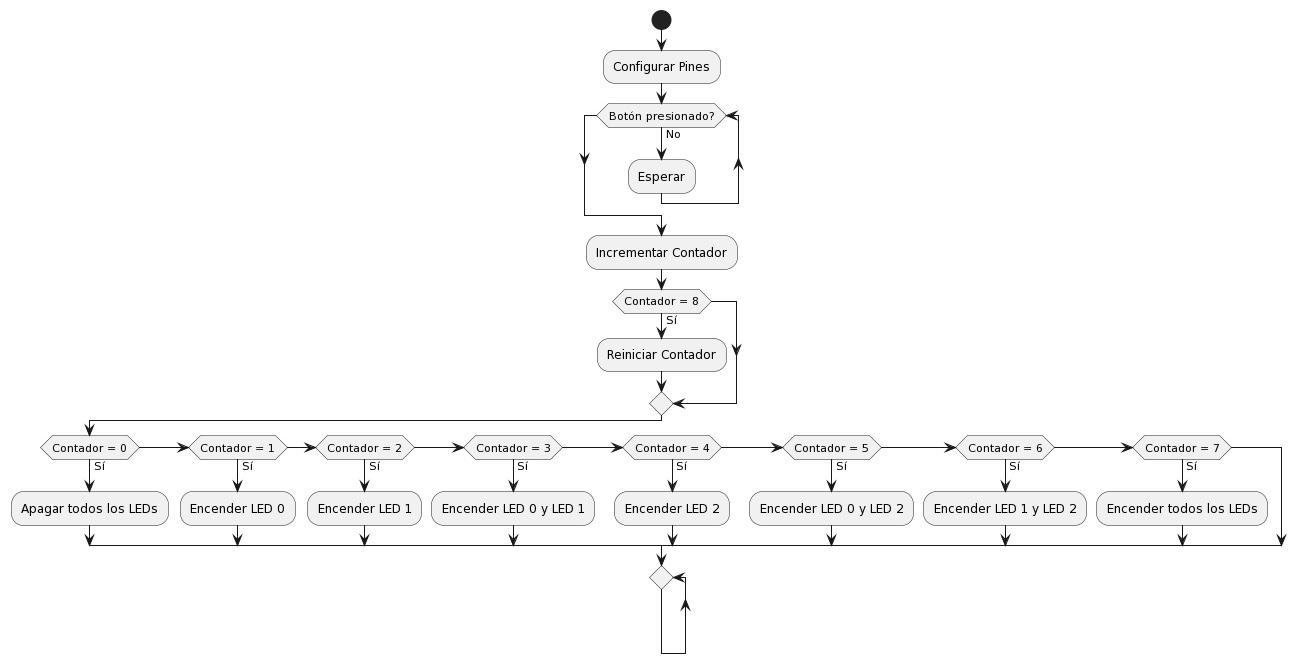 Configurar Pines
Botón presionado?
No
Esperar
Incrementar Contador
Contador = 8
Sí
Reiniciar Contador
Contador = 0
Sí
Apagar todos los LEDs
Contador = 1
Sí
Encender LED 0
Contador = 2
Sí
Encender LED 1
Contador = 3
Sí
Encender LED 0 y LED 1
Contador = 4
Sí
Encender LED 2
Contador = 5
Sí
Encender LED 0 y LED 2
Contador = 6
Sí
Encender LED 1 y LED 2
Contador = 7
Sí
Encender todos los LEDs